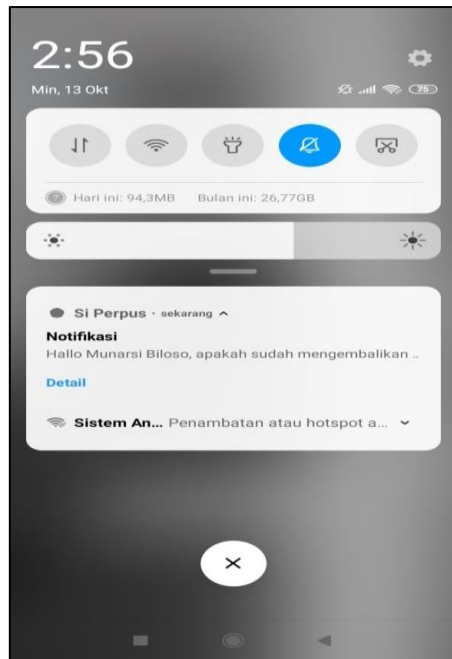 2:56
Min, 13 Okt
75
Hari ini: 94,3MB Bulan ini: 26,77GB
Si Perpus · sekarang
Notifikasi
Hallo Munarsi Biloso, apakah sudah mengembalikan ..
Detail
Sistem An... Penambatan atau hotspot a...